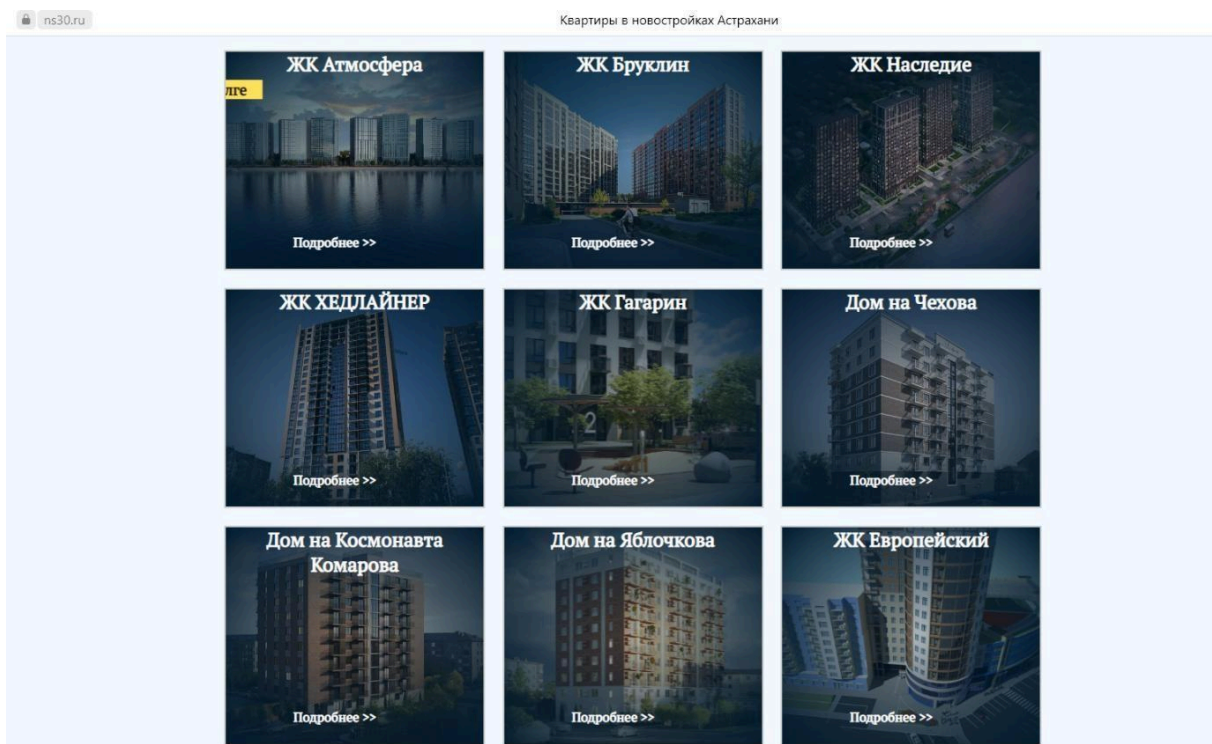 ns30.ru
Квартиры в новостройках Астрахани
ЖК Атмосфера
лге
Подробнее >>
ЖК Бруклин
Подробнее >>
ЖК Наследие
Подробнее >>
ЖК ХЕДЛАЙНЕР
Подробнее >>
ЖК Гагарин
2
Подробнее >>
Дом на Чехова
Подробнее >>
Дом на Космонавта
Комарова
Подробнее >>
Дом на Яблочкова
Подробнее >>
ЖК Европейский
Подробнее >>